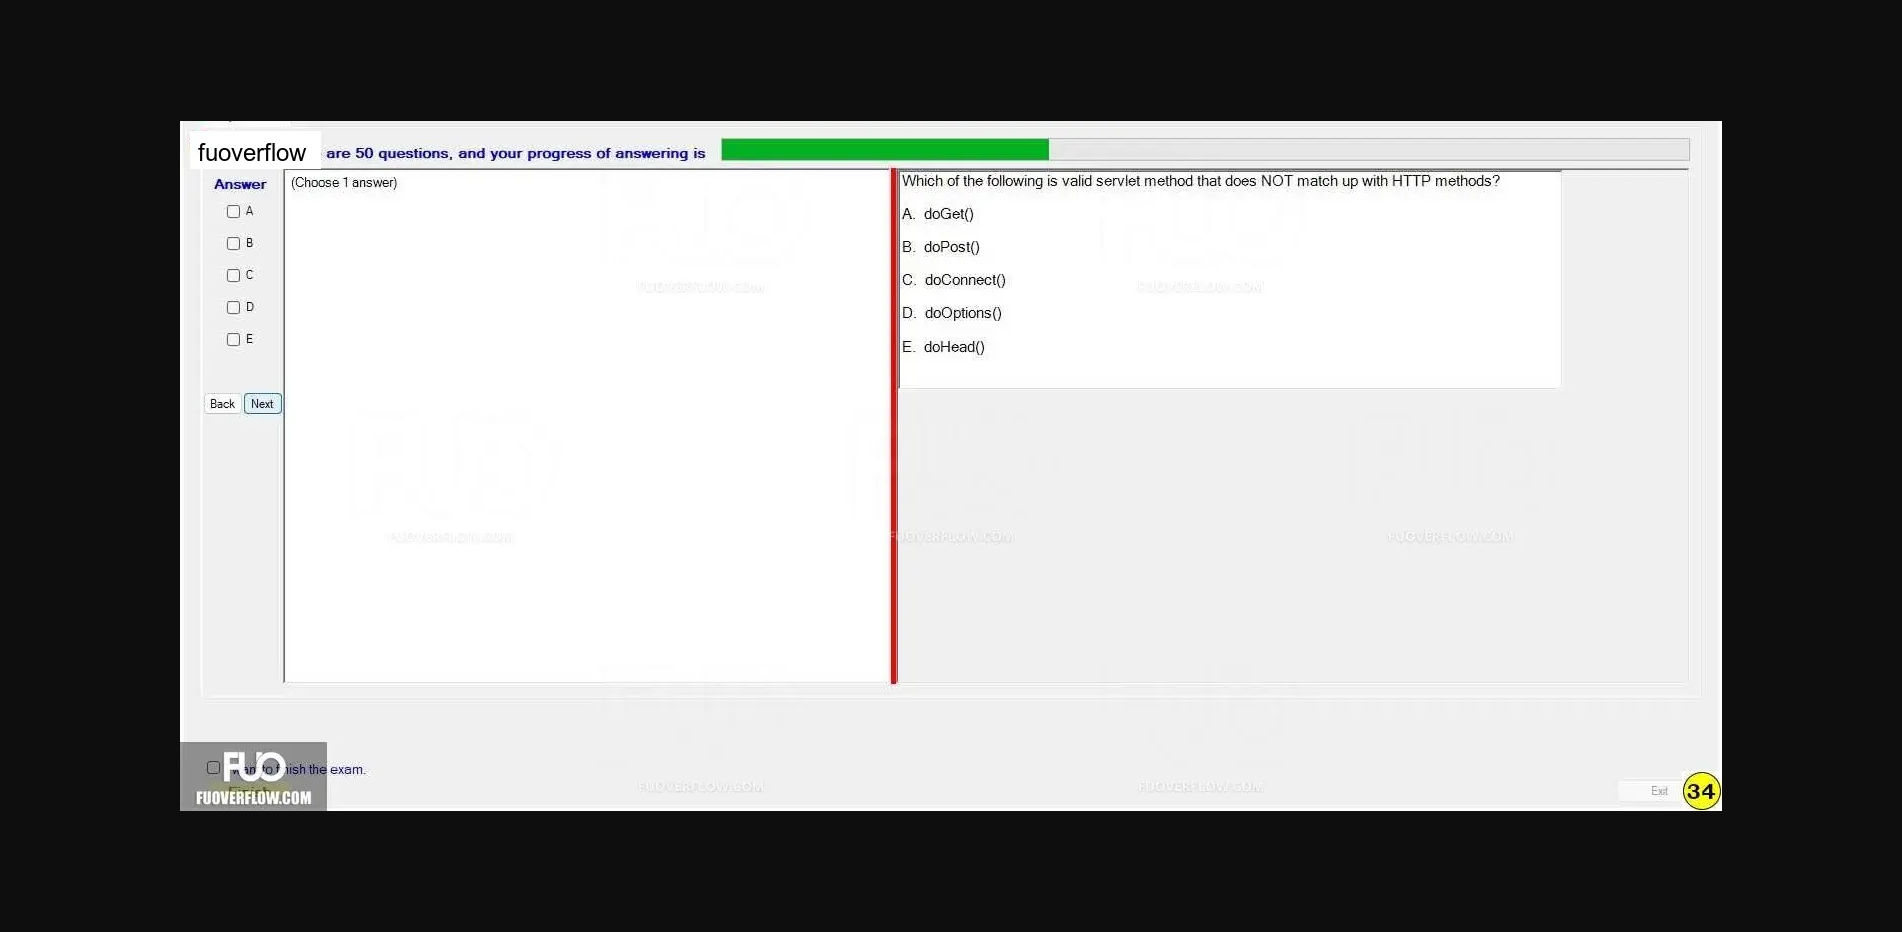 fuoverflow are 50 questions, and your progress of answering is
Answer
A
B
C
D
E
Back Next
(Choose 1 answer)
Which of the following is valid servlet method that does NOT match up with HTTP methods?
A. doGet()
B. doPost()
C. doConnect()
D. doOptions()
E. doHead()
FUOVERFLOW.COM FUOVERFLOW.COM
FUOVERFLOW.COM FUOVERFLOW.COM FUOVERFLOW.COM
FUO
to finish the exam.
FUOVERFLOW.COM
FUOVERFLOW.COM FUOVERFLOW.COM
Exit 34